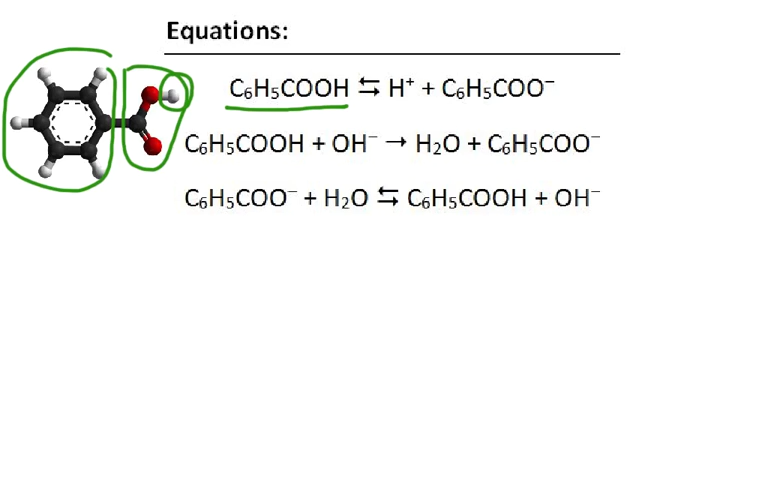 Equations:
C₆H₅COOH ⇆ H⁺ + C₆H₅COO⁻
C₆H₅COOH + OH⁻ → H₂O + C₆H₅COO⁻
C₆H₅COO⁻ + H₂O ⇆ C₆H₅COOH + OH⁻